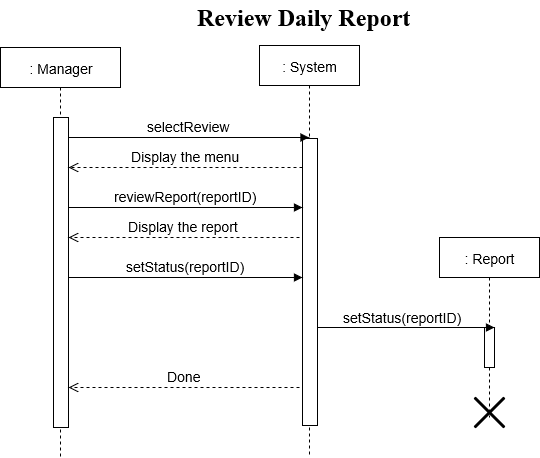 Review Daily Report
: Manager
: System
selectReview
Display the menu
reviewReport(reportID)
Display the report
: Report
setStatus(reportID)
setStatus(reportID)
Done